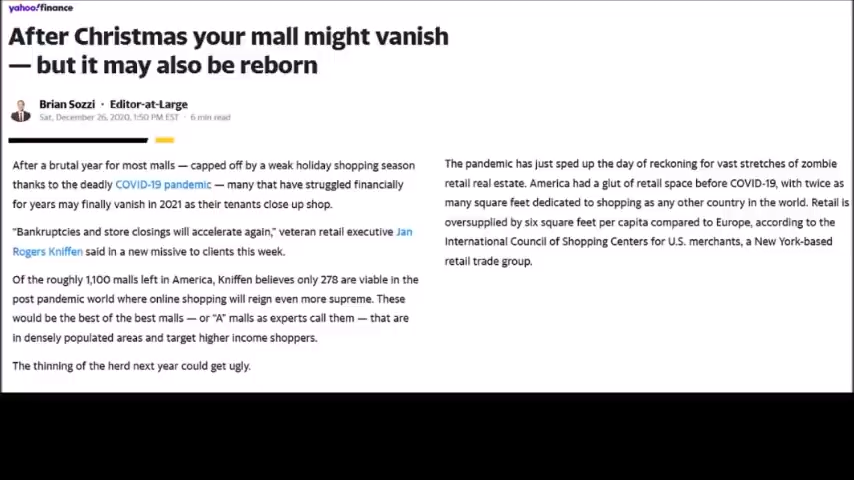 yahoo!finance
After Christmas your mall might vanish
— but it may also be reborn
Brian Sozzi · Editor-at-Large
Sat, December 26, 2020, 1:50 PM EST · 6 min read
After a brutal year for most malls — capped off by a weak holiday shopping season
thanks to the deadly COVID-19 pandemic — many that have struggled financially
for years may finally vanish in 2021 as their tenants close up shop.
"Bankruptcies and store closings will accelerate again," veteran retail executive Jan
Rogers Kniffen said in a new missive to clients this week.
Of the roughly 1,100 malls left in America, Kniffen believes only 278 are viable in the
post pandemic world where online shopping will reign even more supreme. These
would be the best of the best malls — or "A" malls as experts call them — that are
in densely populated areas and target higher income shoppers.
The thinning of the herd next year could get ugly.
The pandemic has just sped up the day of reckoning for vast stretches of zombie
retail real estate. America had a glut of retail space before COVID-19, with twice as
many square feet dedicated to shopping as any other country in the world. Retail is
oversupplied by six square feet per capita compared to Europe, according to the
International Council of Shopping Centers for U.S. merchants, a New York-based
retail trade group.